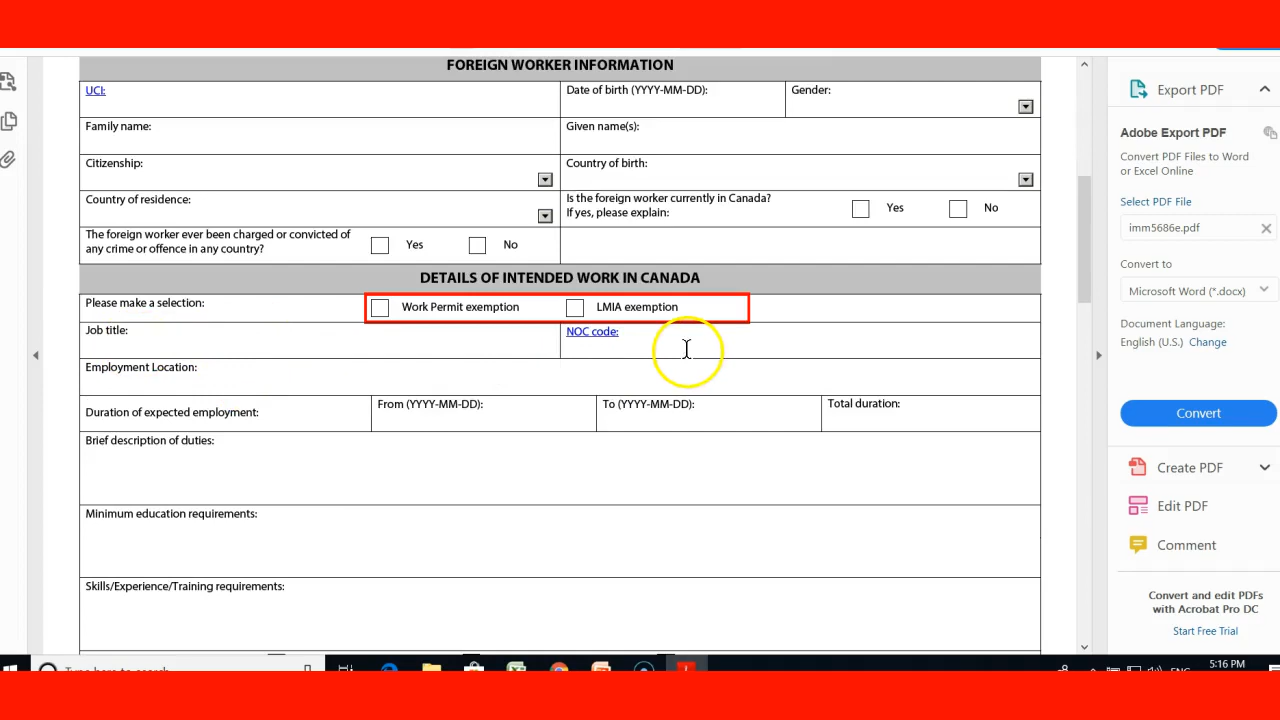 FOREIGN WORKER INFORMATION
UCI:
Date of birth (YYYY-MM-DD):
Gender:
Family name:
Given name(s):
Citizenship:
Country of birth:
Country of residence:
Is the foreign worker currently in Canada?
If yes, please explain:
Yes
No
The foreign worker ever been charged or convicted of
any crime or offence in any country?
Yes
No
DETAILS OF INTENDED WORK IN CANADA
Please make a selection:
Work Permit exemption
LMIA exemption
Job title:
NOC code:
Employment Location:
Duration of expected employment:
From (YYYY-MM-DD):
To (YYYY-MM-DD):
Total duration:
Brief description of duties:
Minimum education requirements:
Skills/Experience/Training requirements:
Export PDF
Adobe Export PDF
Convert PDF Files to Word
or Excel Online
Select PDF File
imm5686e.pdf
Convert to
Microsoft Word (*.docx)
Document Language:
English (U.S.) Change
Convert
Create PDF
Edit PDF
Comment
Convert and edit PDFs
with Acrobat Pro DC
Start Free Trial
Type here to search
ENG
5:16 PM